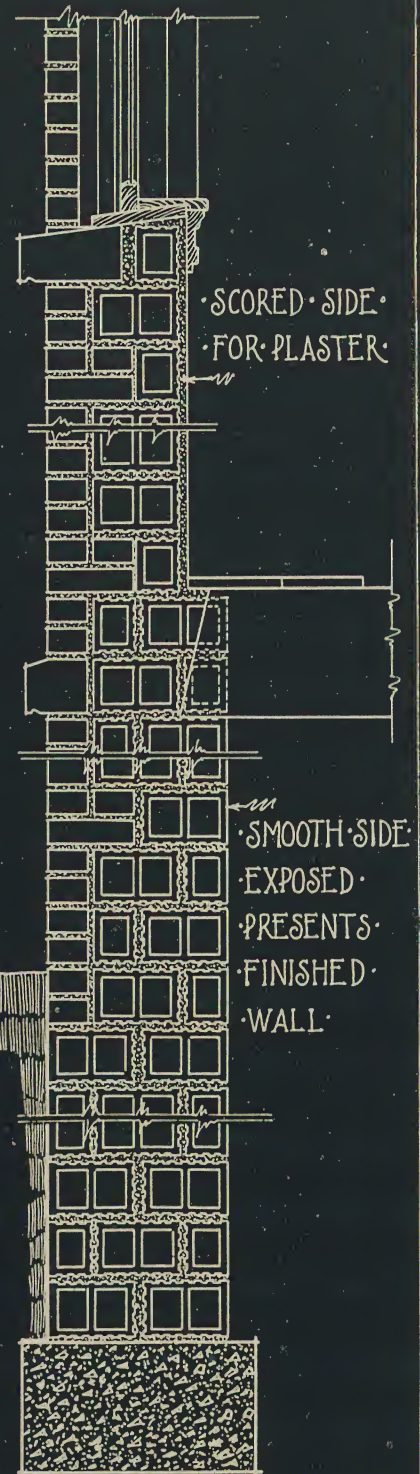 ·SCORED·SIDE·
·FOR·PLASTER·
·SMOOTH·SIDE
·EXPOSED·
·PRESENTS·
·FINISHED·
·WALL·